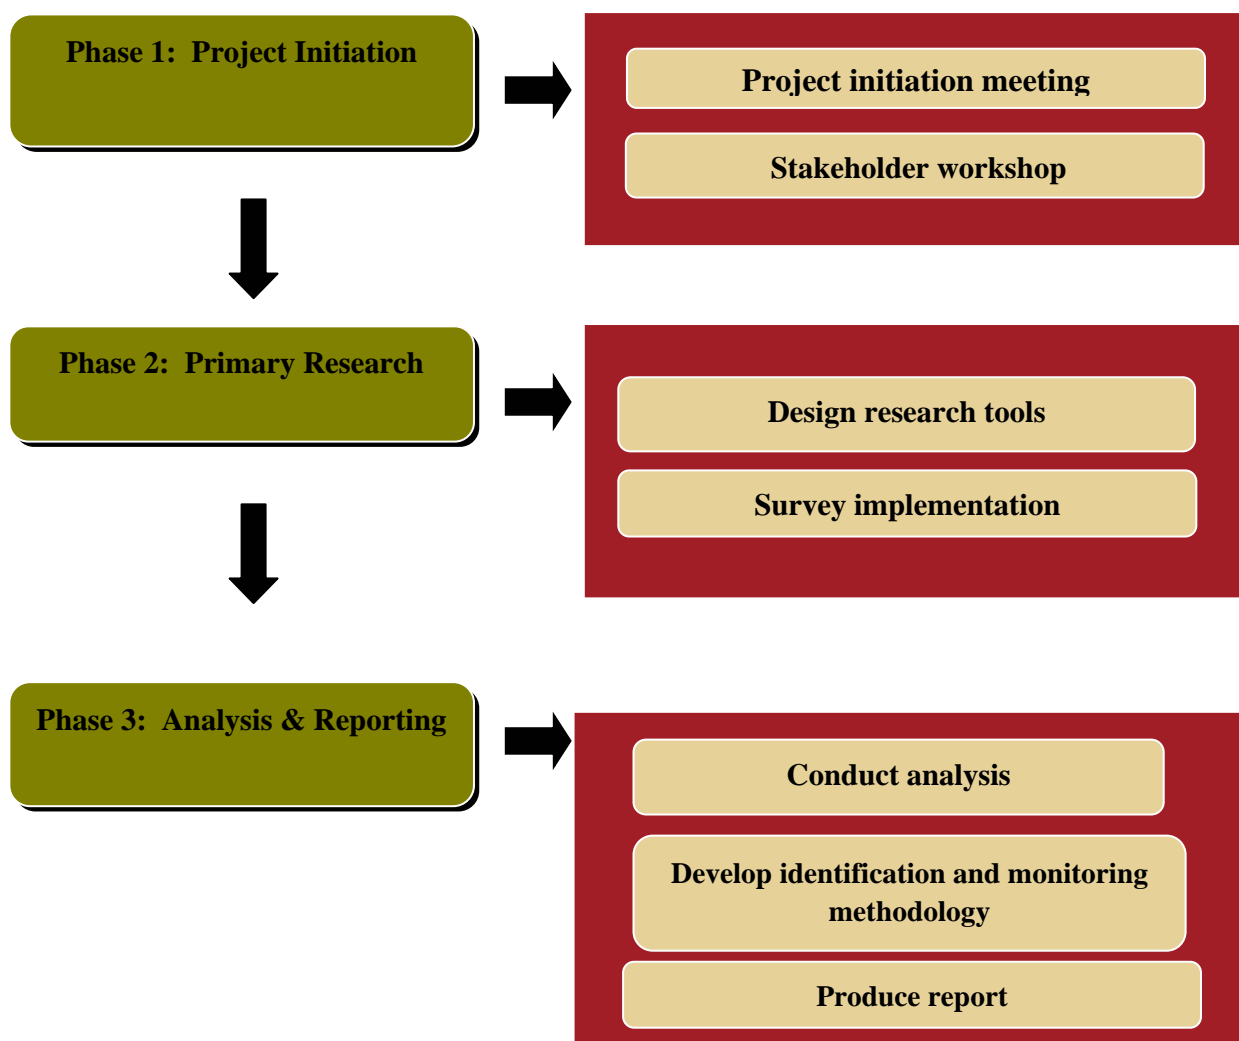 Phase 1:  Project Initiation
Project initiation meeting
Stakeholder workshop
Phase 2:  Primary Research
Design research tools
Survey implementation
Phase 3:  Analysis & Reporting
Conduct analysis
Develop identification and monitoring
methodology
Produce report